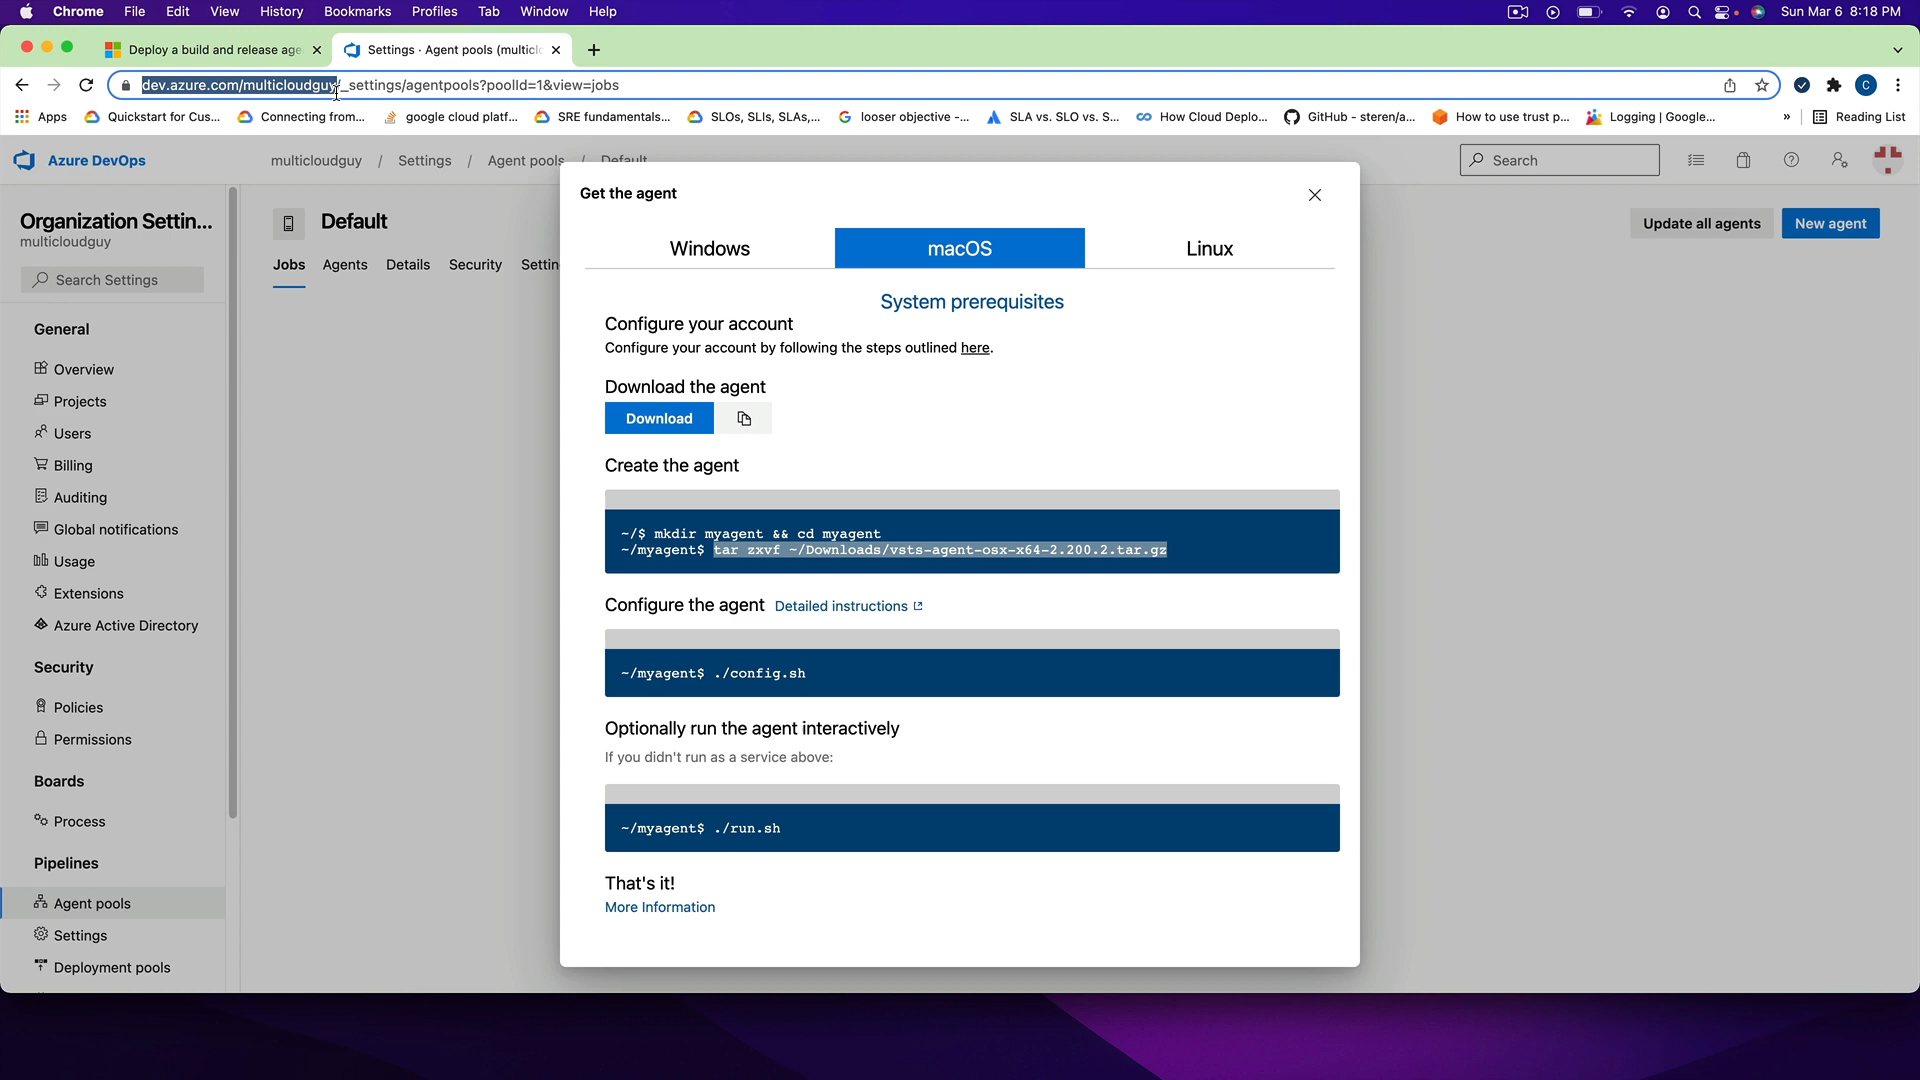 Chrome File Edit View History Bookmarks Profiles Tab Window Help Sun Mar 6 8:18 PM
Deploy a build and release age Settings · Agent pools (multicl
dev.azure.com/multicloudguy/_settings/agentpools?poolId=1&view=jobs C
Apps Quickstart for Cus... Connecting from... google cloud platf... SRE fundamentals... SLOs, SLIs, SLAs,... looser objective -... SLA vs. SLO vs. S... How Cloud Deplo... GitHub - steren/a... How to use trust p... Logging | Google... » Reading List
Azure DevOps multicloudguy / Settings / Agent pools / Default Search
Organization Settin...
multicloudguy
Search Settings
General
Overview
Projects
Users
Billing
Auditing
Global notifications
Usage
Extensions
Azure Active Directory
Security
Policies
Permissions
Boards
Process
Pipelines
Agent pools
Settings
Deployment pools
Default
Update all agents New agent
Jobs Agents Details Security Settin
Get the agent
Windows macOS Linux
System prerequisites
Configure your account
Configure your account by following the steps outlined here.
Download the agent
Download
Create the agent
~/$ mkdir myagent && cd myagent
~/myagent$ tar zxvf ~/Downloads/vsts-agent-osx-x64-2.200.2.tar.gz
Configure the agent Detailed instructions
~/myagent$ ./config.sh
Optionally run the agent interactively
If you didn't run as a service above:
~/myagent$ ./run.sh
That's it!
More Information